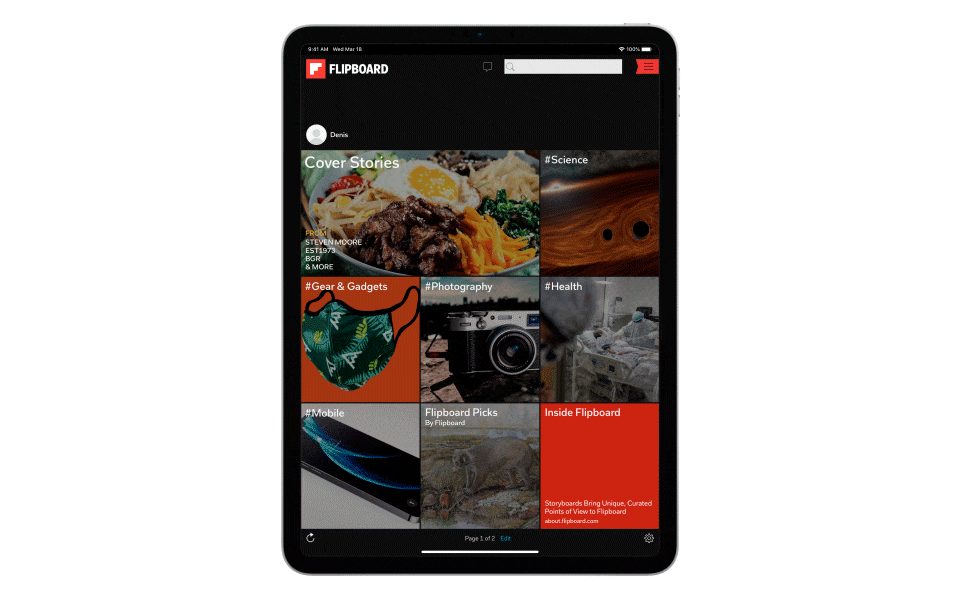 9:41 AM Wed Mar 18
100%
FLIPBOARD
Denis
Cover Stories
FROM
STEVEN MOORE
EST1973
BGR
& MORE
#Science
#Gear & Gadgets
#Photography
#Health
#Mobile
Flipboard Picks
By Flipboard
Inside Flipboard
Storyboards Bring Unique, Curated
Points of View to Flipboard
about.flipboard.com
Page 1 of 2 Edit